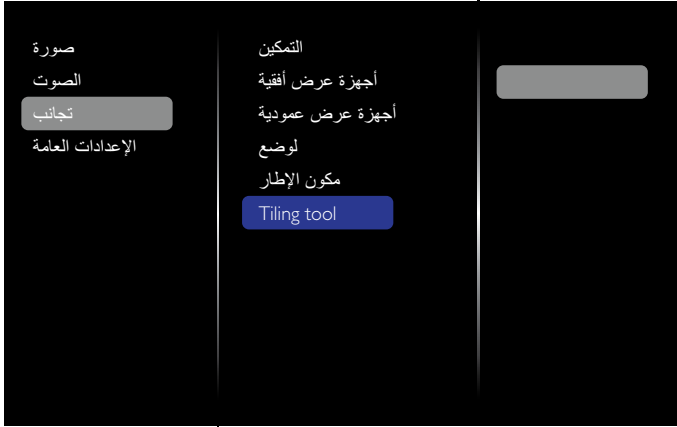 صورة
الصوت
تجانب
الإعدادات العامة
التمكين
أجهزة عرض أفقية
أجهزة عرض عمودية
لوضع
مكون الإطار
Tiling tool